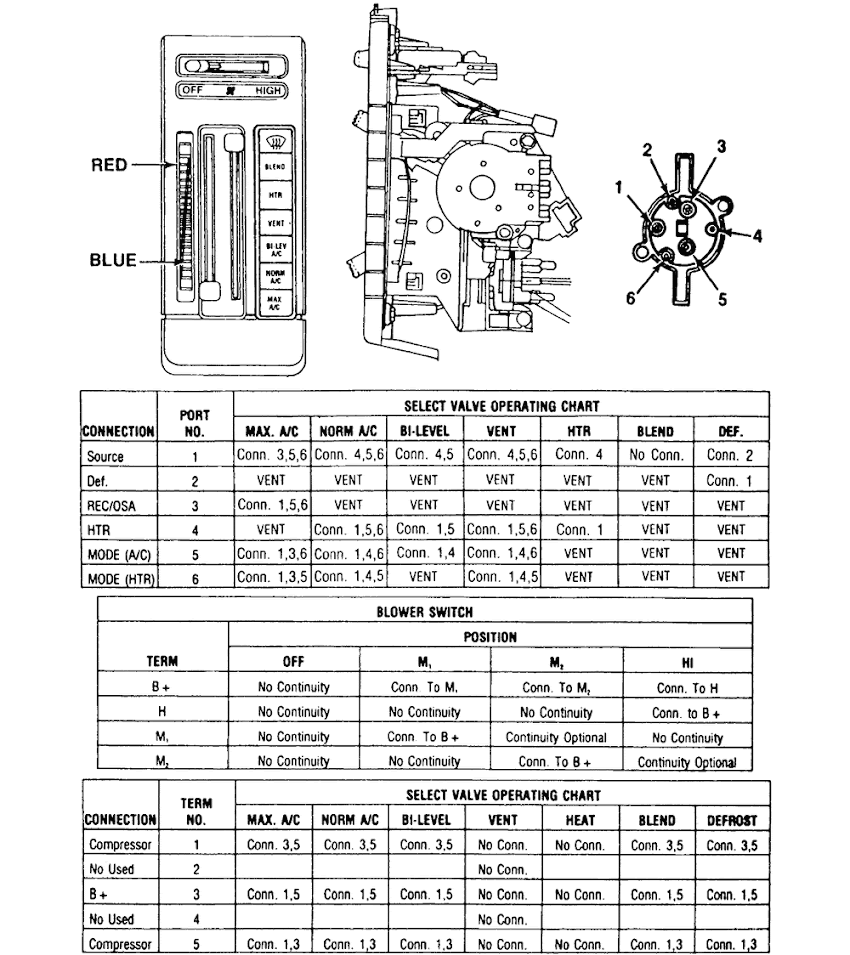 OFF HIGH
RED
BLUE
BLEND
HTR
VENT
BI-LEV
A/C
NORM
A/C
MAX
A/C
1
2
3
4
5
6
SELECT VALVE OPERATING CHART
CONNECTION PORT NO. MAX. A/C NORM A/C BI-LEVEL VENT HTR BLEND DEF.
Source 1 Conn. 3,5,6 Conn. 4,5,6 Conn. 4,5 Conn. 4,5,6 Conn. 4 No Conn. Conn. 2
Def. 2 VENT VENT VENT VENT VENT VENT Conn. 1
REC/OSA 3 Conn. 1,5,6 VENT VENT VENT VENT VENT VENT
HTR 4 VENT Conn. 1,5,6 Conn. 1,5 Conn. 1,5,6 Conn. 1 VENT VENT
MODE (A/C) 5 Conn. 1,3,6 Conn. 1,4,6 Conn. 1,4 Conn. 1,4,6 VENT VENT VENT
MODE (HTR) 6 Conn. 1,3,5 Conn. 1,4,5 VENT Conn. 1,4,5 VENT VENT VENT
BLOWER SWITCH
POSITION
TERM OFF M₁ M₂ HI
B + No Continuity Conn. To M₁ Conn. To M₂ Conn. To H
H No Continuity No Continuity No Continuity Conn. to B +
M₁ No Continuity Conn. To B + Continuity Optional No Continuity
M₂ No Continuity No Continuity Conn. To B + Continuity Optional
SELECT VALVE OPERATING CHART
CONNECTION TERM NO. MAX. A/C NORM A/C BI-LEVEL VENT HEAT BLEND DEFROST
Compressor 1 Conn. 3,5 Conn. 3,5 Conn. 3,5 No Conn. No Conn. Conn. 3,5 Conn. 3,5
No Used 2 No Conn.
B + 3 Conn. 1,5 Conn. 1,5 Conn. 1,5 No Conn. No Conn. Conn. 1,5 Conn. 1,5
No Used 4 No Conn.
Compressor 5 Conn. 1,3 Conn. 1,3 Conn. 1,3 No Conn. No Conn. Conn. 1,3 Conn. 1,3